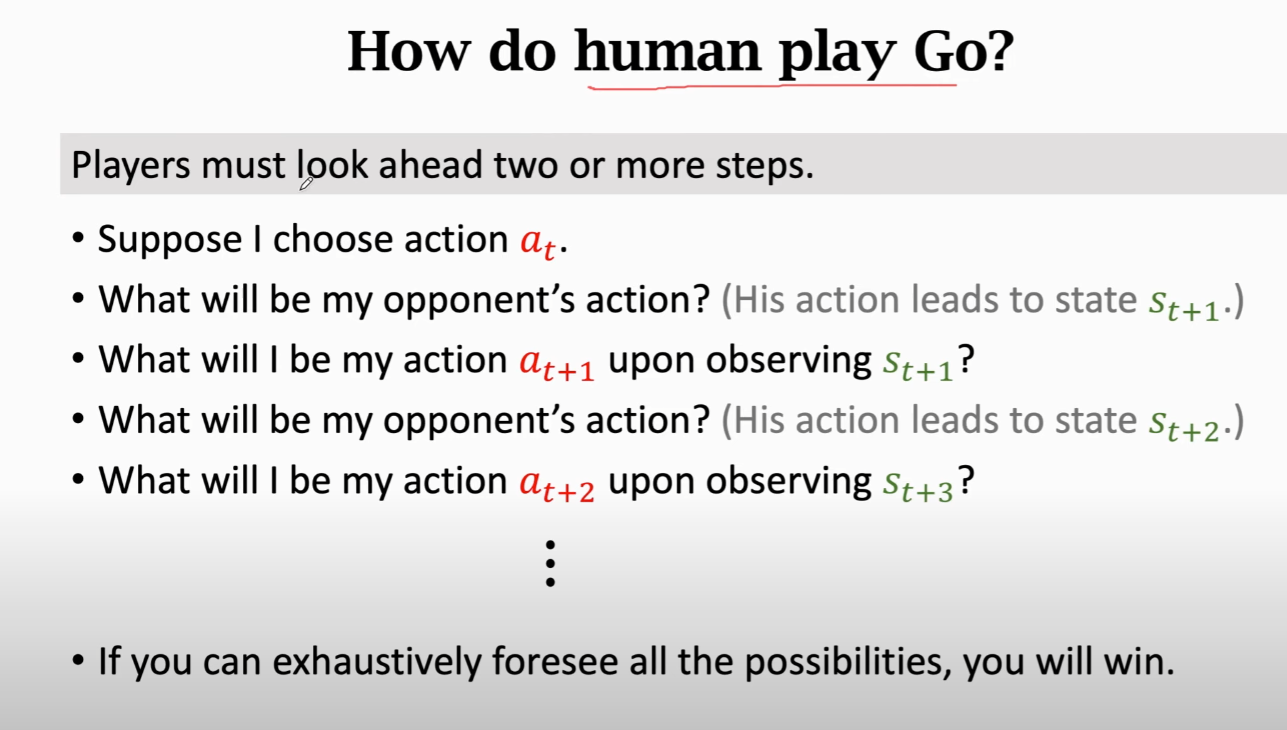 How do human play Go?
Players must look ahead two or more steps.
• Suppose I choose action a_t.
• What will be my opponent’s action? (His action leads to state s_{t+1}.)
• What will I be my action a_{t+1} upon observing s_{t+1}?
• What will be my opponent’s action? (His action leads to state s_{t+2}.)
• What will I be my action a_{t+2} upon observing s_{t+3}?
⋮
• If you can exhaustively foresee all the possibilities, you will win.